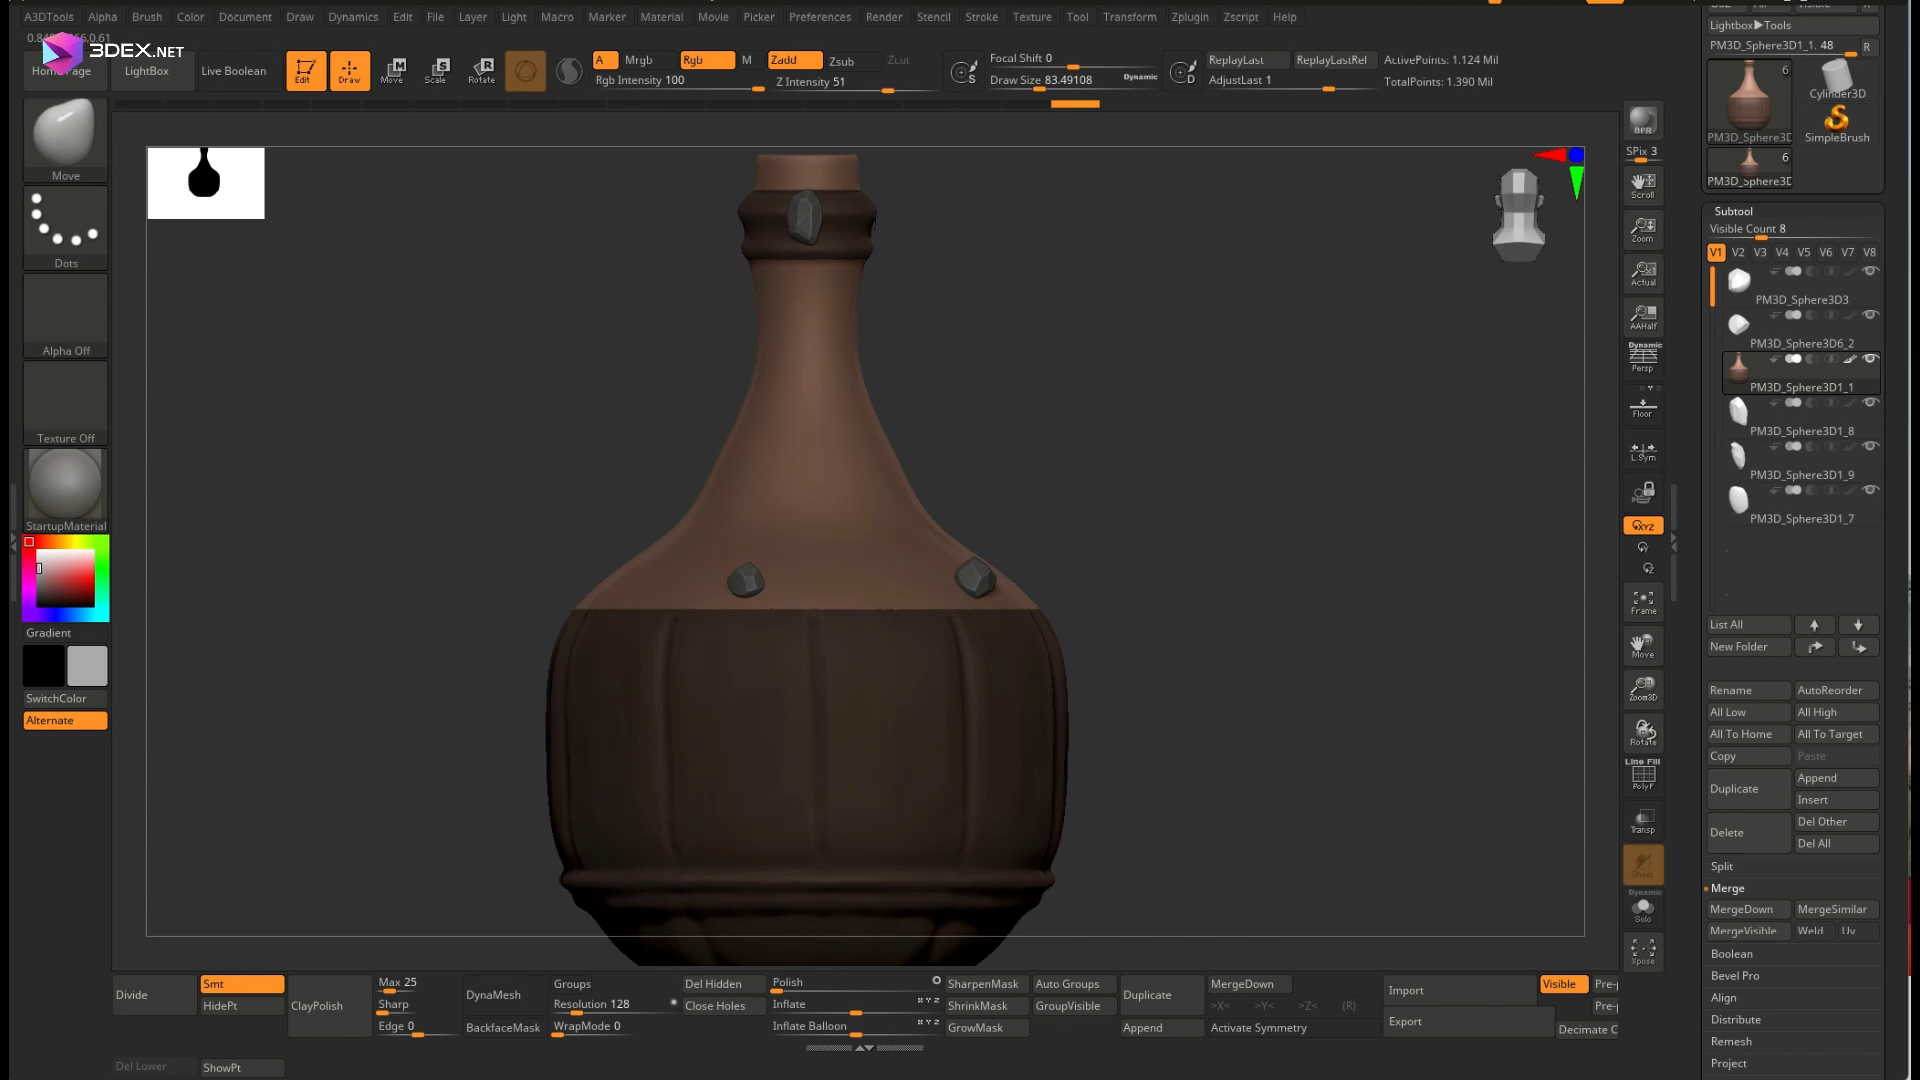 A3DTools Alpha Brush Color Document Draw Dynamics Edit File Layer Light Macro Marker Material Movie Picker Preferences Render Stencil Stroke Texture Tool Transform Zplugin Zscript Help
3DEX.NET
LightBox
Live Boolean
Edit
Draw
Move
Scale
Rotate
A Mrgb Rgb M Zadd Zsub Zcut
Rgb Intensity 100
Z Intensity 51
Focal Shift 0
Draw Size 83.49108 Dynamic
ReplayLast ReplayLastRel
AdjustLast 1
ActivePoints: 1.124 Mil
TotalPoints: 1.390 Mil
Move
Dots
Alpha Off
Texture Off
StartupMaterial
Gradient
SwitchColor
Alternate
BPR
SPix 3
Scroll
Zoom
Actual
AAHalf
Dynamic
Persp
Floor
L.Sym
XYZ
Frame
Move
Zoom3D
Rotate
Line Fill
PolyF
Transp
Ghost
Dynamic
Solo
Xpose
Lightbox▶Tools
PM3D_Sphere3D1_1. 48 R
6
Cylinder3D
PM3D_Sphere3D
SimpleBrush
6
PM3D_Sphere3D
Subtool
Visible Count 8
V1 V2 V3 V4 V5 V6 V7 V8
PM3D_Sphere3D3
PM3D_Sphere3D6_2
PM3D_Sphere3D1_1
PM3D_Sphere3D1_8
PM3D_Sphere3D1_9
PM3D_Sphere3D1_7
List All
New Folder
Rename AutoReorder
All Low All High
All To Home All To Target
Copy Paste
Duplicate Append
Insert
Delete Del Other
Del All
Split
Merge
MergeDown MergeSimilar
MergeVisible Weld Uv
Boolean
Bevel Pro
Align
Distribute
Remesh
Project
Divide
Smt
HidePt
ClayPolish
Max 25
Sharp
Edge 0
DynaMesh
BackfaceMask
Groups
Resolution 128
WrapMode 0
Del Hidden
Close Holes
Polish
Inflate
Inflate Balloon
SharpenMask
ShrinkMask
GrowMask
Auto Groups
GroupVisible
Duplicate
Append
MergeDown
>X< >Y< >Z< (R)
Activate Symmetry
Import
Export
Visible
Decimate C
Del Lower
ShowPt